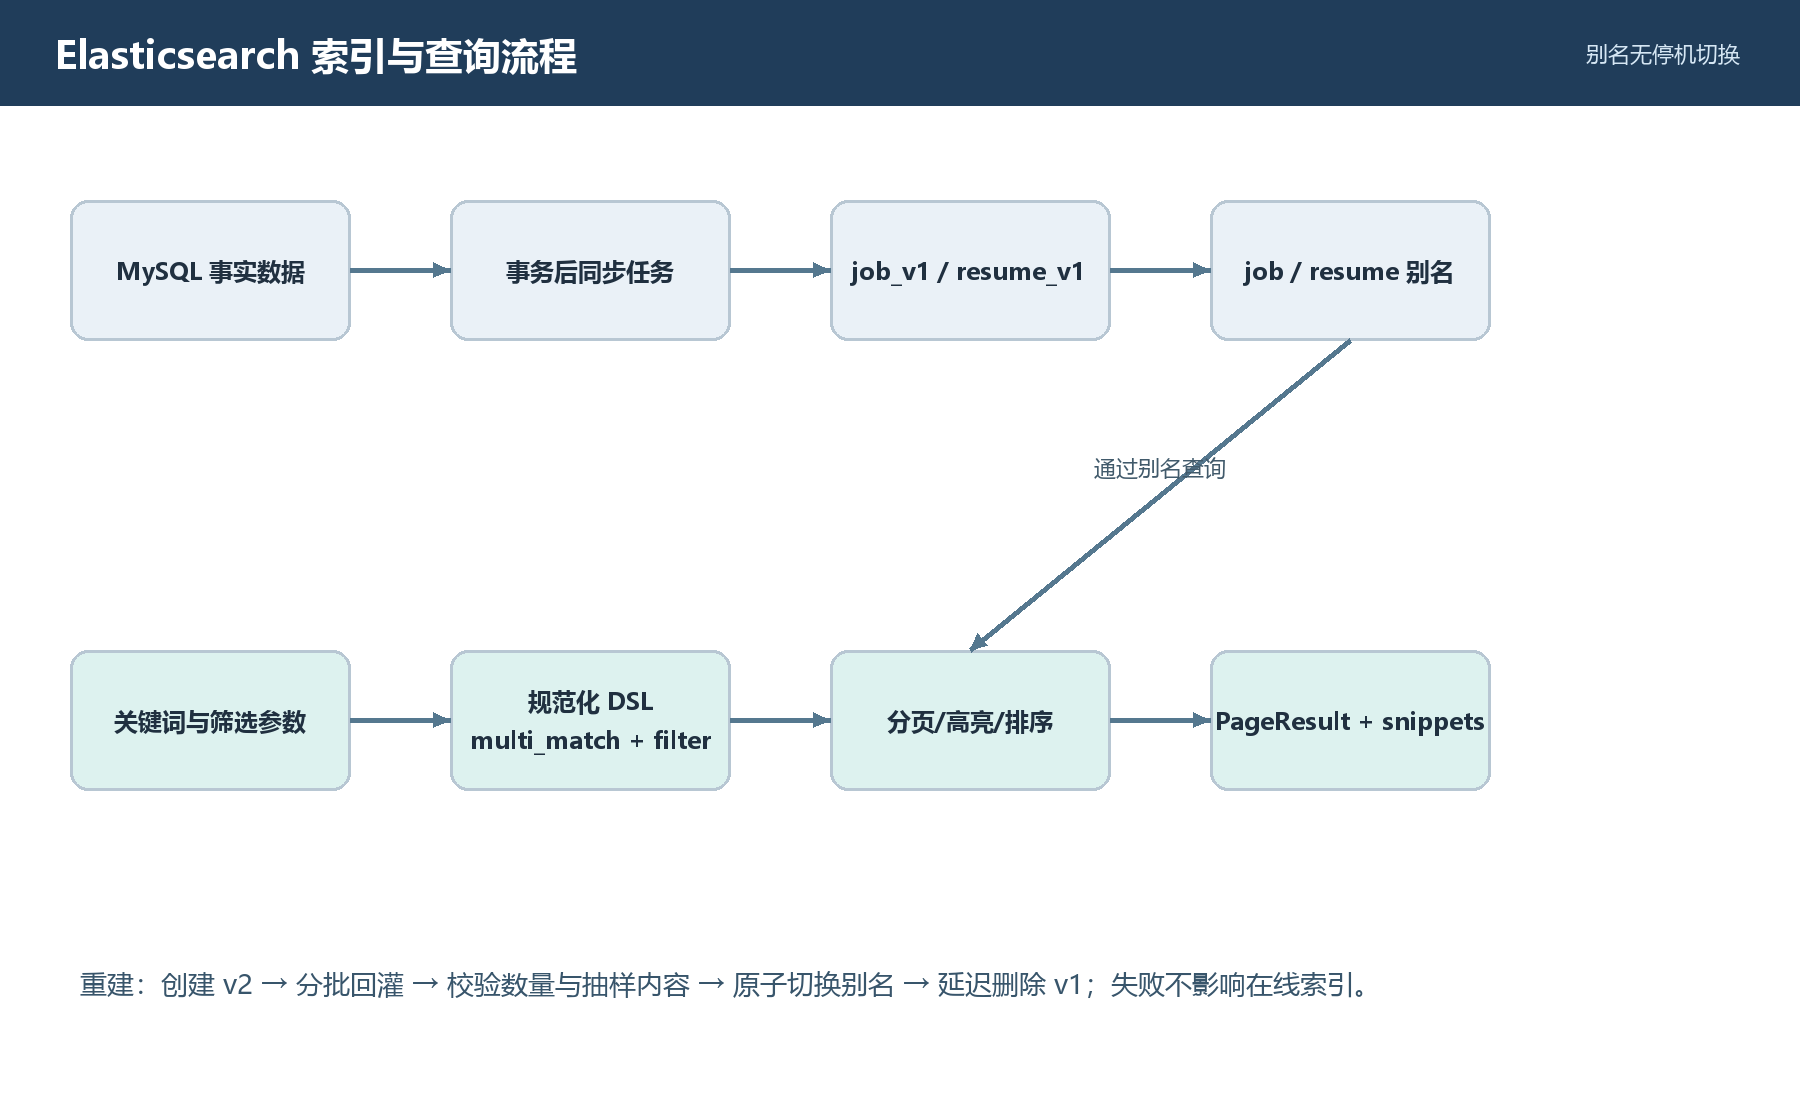 Elasticsearch 索引与查询流程
别名无停机切换
MySQL 事实数据
事务后同步任务
job_v1 / resume_v1
job / resume 别名
通过别名查询
关键词与筛选参数
规范化 DSL
multi_match + filter
分页/高亮/排序
PageResult + snippets
重建：创建 v2 → 分批回灌 → 校验数量与抽样内容 → 原子切换别名 → 延迟删除 v1；失败不影响在线索引。